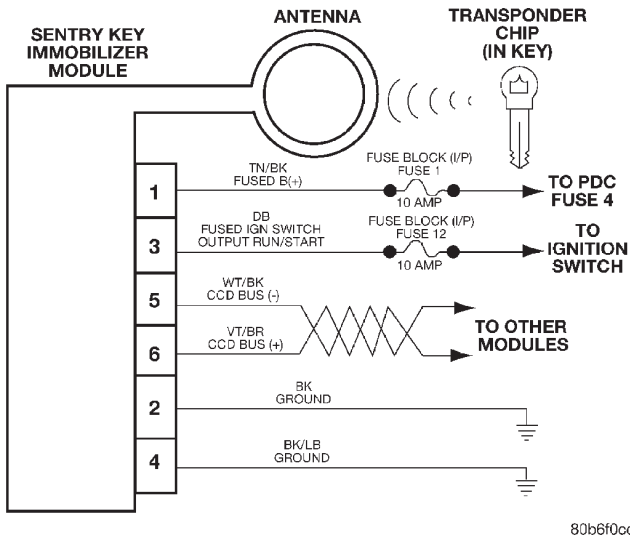 SENTRY KEY
IMMOBILIZER
MODULE
ANTENNA
TRANSPONDER
CHIP
(IN KEY)
1
TN/BK
FUSED B(+)
FUSE BLOCK (I/P)
FUSE 1
10 AMP
TO PDC
FUSE 4
3
DB
FUSED IGN SWITCH
OUTPUT RUN/START
FUSE BLOCK (I/P)
FUSE 12
10 AMP
TO
IGNITION
SWITCH
5
WT/BK
CCD BUS (-)
6
VT/BR
CCD BUS (+)
TO OTHER
MODULES
2
BK
GROUND
4
BK/LB
GROUND